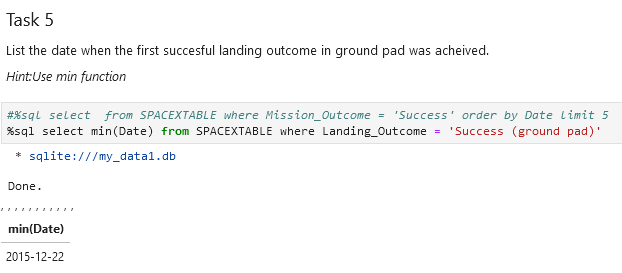 Task 5
List the date when the first succesful landing outcome in ground pad was acheived.
Hint:Use min function
#%sql select  from SPACEXTABLE where Mission_Outcome = 'Success' order by Date limit 5
%sql select min(Date) from SPACEXTABLE where Landing_Outcome = 'Success (ground pad)'
* sqlite:///my_data1.db
Done.
, , , , , , , , , , ,
min(Date)
2015-12-22